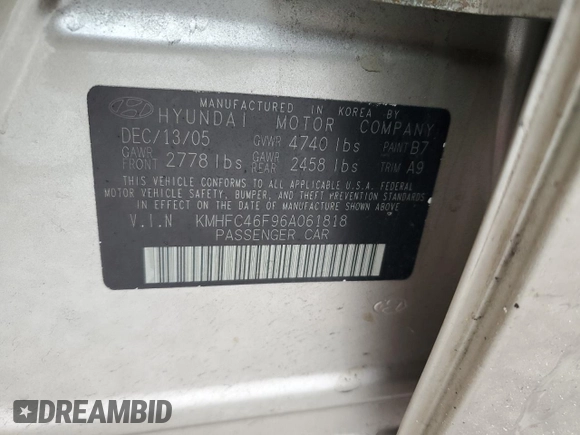 MANUFACTURED IN KOREA BY
HYUNDAI MOTOR COMPANY
DEC/13/05 GVWR 4740 lbs PAINT B7
GAWR FRONT 2778 lbs GAWR REAR 2458 lbs TRIM A9
THIS VEHICLE CONFORMS TO ALL APPLICABLE U.S.A. FEDERAL
MOTOR VEHICLE SAFETY, BUMPER, AND THEFT PREVENTION STANDARDS
IN EFFECT ON THE DATE OF MANUFACTURE SHOWN ABOVE.
V.I.N KMHFC46F96A061818
PASSENGER CAR
DREAMBID